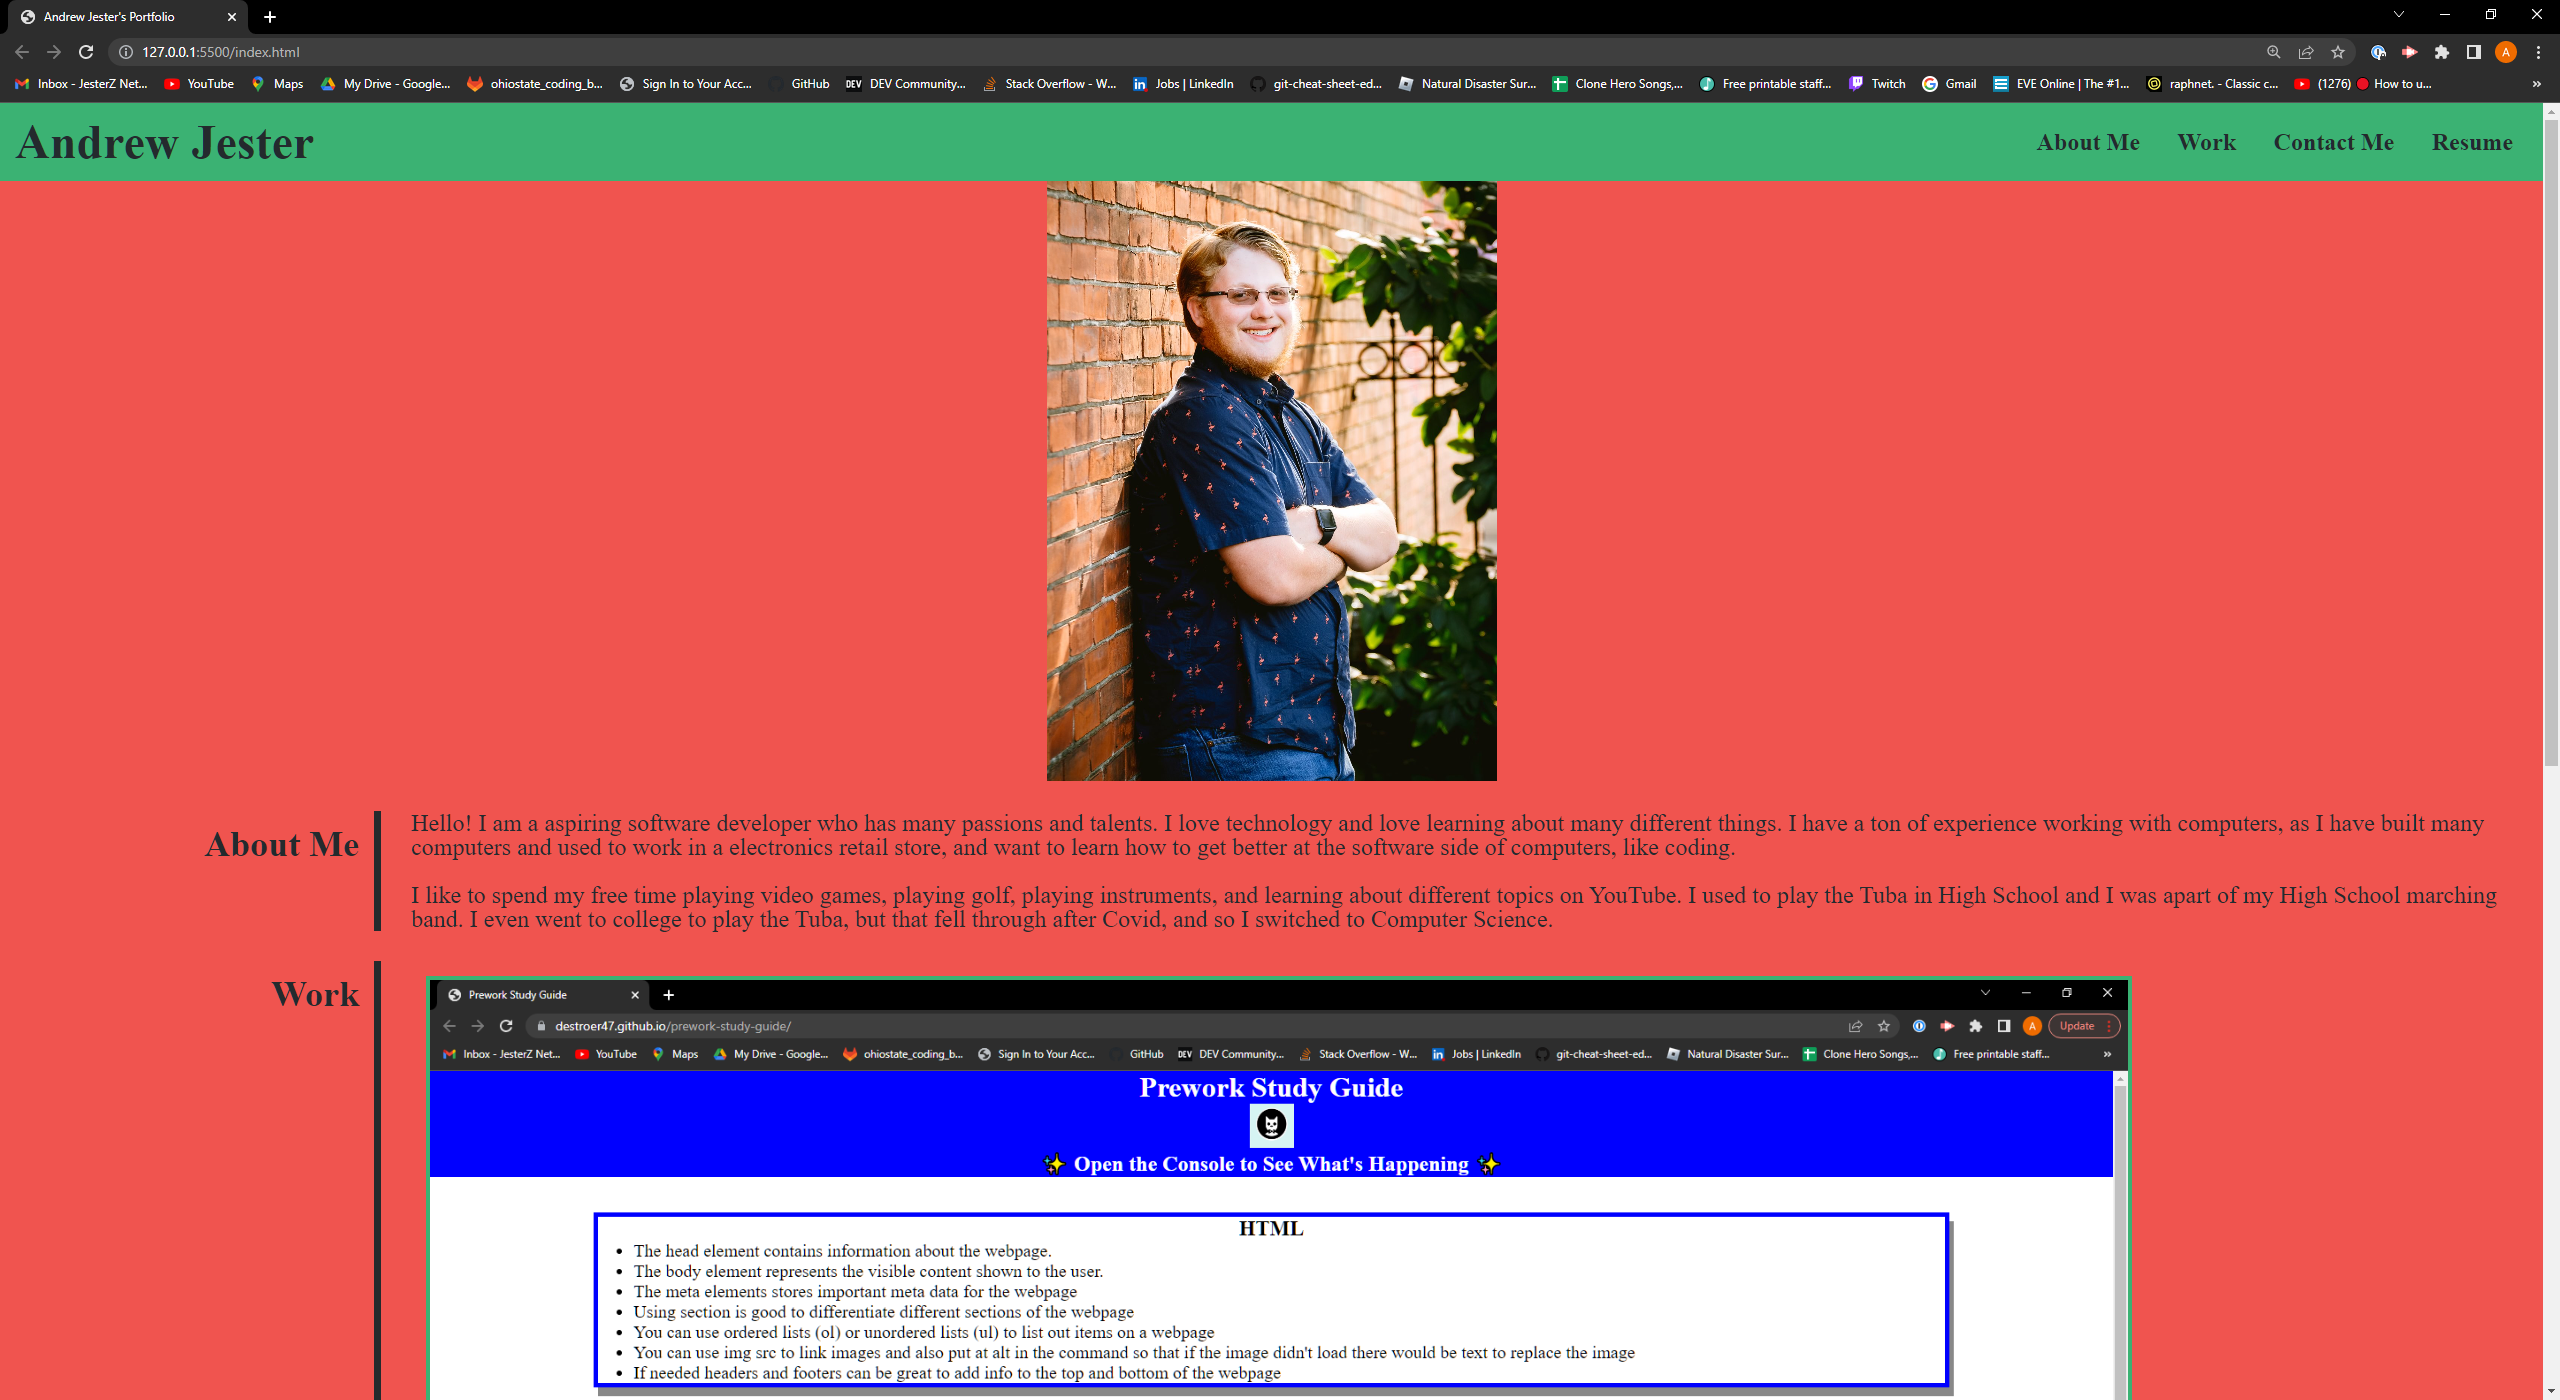 Andrew Jester's Portfolio
127.0.0.1:5500/index.html
Inbox - JesterZ Net... YouTube Maps My Drive - Google... ohiostate_coding_b... Sign In to Your Acc... GitHub DEV DEV Community... Stack Overflow - W... Jobs | LinkedIn git-cheat-sheet-ed... Natural Disaster Sur... Clone Hero Songs,... Free printable staff... Twitch Gmail EVE Online | The #1... raphnet. - Classic c... (1276) 🔴 How to u... »
Andrew Jester
About Me Work Contact Me Resume
About Me
Hello! I am a aspiring software developer who has many passions and talents. I love technology and love learning about many different things. I have a ton of experience working with computers, as I have built many
computers and used to work in a electronics retail store, and want to learn how to get better at the software side of computers, like coding.
I like to spend my free time playing video games, playing golf, playing instruments, and learning about different topics on YouTube. I used to play the Tuba in High School and I was apart of my High School marching
band. I even went to college to play the Tuba, but that fell through after Covid, and so I switched to Computer Science.
Work
Prework Study Guide
destroer47.github.io/prework-study-guide/
A Update
Inbox - JesterZ Net... YouTube Maps My Drive - Google... ohiostate_coding_b... Sign In to Your Acc... GitHub DEV DEV Community... Stack Overflow - W... Jobs | LinkedIn git-cheat-sheet-ed... Natural Disaster Sur... Clone Hero Songs,... Free printable staff... »
Prework Study Guide
✨ Open the Console to See What's Happening ✨
HTML
• The head element contains information about the webpage.
• The body element represents the visible content shown to the user.
• The meta elements stores important meta data for the webpage
• Using section is good to differentiate different sections of the webpage
• You can use ordered lists (ol) or unordered lists (ul) to list out items on a webpage
• You can use img src to link images and also put at alt in the command so that if the image didn't load there would be text to replace the image
• If needed headers and footers can be great to add info to the top and bottom of the webpage